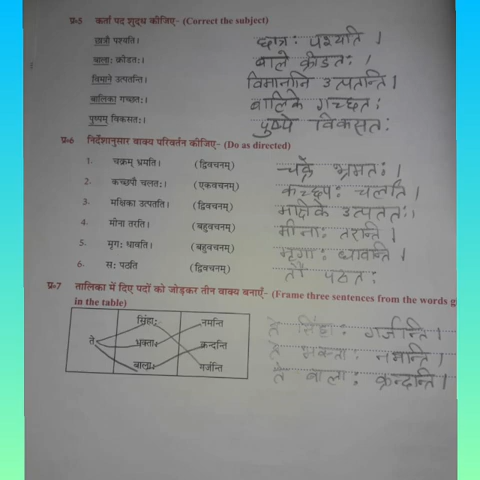 प्र॰5 कर्ता पद शुद्ध कीजिए- (Correct the subject)
छात्रौ पश्यति। छात्रः पश्यति ।
बालाः क्रीडतः। बाले क्रीडतः ।
विमाने उत्पतन्ति। विमानानि उत्पतन्ति।
बालिका गच्छतः। बालिके गच्छतः
पुष्पम् विकसतः। पुष्पे विकसतः
प्र॰6 निर्देशानुसार वाक्य परिवर्तन कीजिए- (Do as directed)
1. चक्रम् भ्रमति। (द्विवचनम्) चक्रे भ्रमतः ।
2. कच्छपौ चलतः। (एकवचनम्) कच्छपः चलति ।
3. मक्षिका उत्पतति। (द्विवचनम्) मक्षिके उत्पततः।
4. मीना तरति। (बहुवचनम्) मीनाः तरन्ति ।
5. मृगः धावति। (बहुवचनम्) मृगाः धावन्ति ।
6. सः पठति (द्विवचनम्) तौ पठतः
प्र॰7 तालिका में दिए पदों को जोड़कर तीन वाक्य बनाएँ- (Frame three sentences from the words g
in the table)
सिंहाः नमन्ति ते सिंहाः गर्जन्ति ।
ते भक्ताः क्रन्दन्ति ते भक्ताः नमन्ति ।
बालाः गर्जन्ति ते बालाः क्रन्दन्ति ।